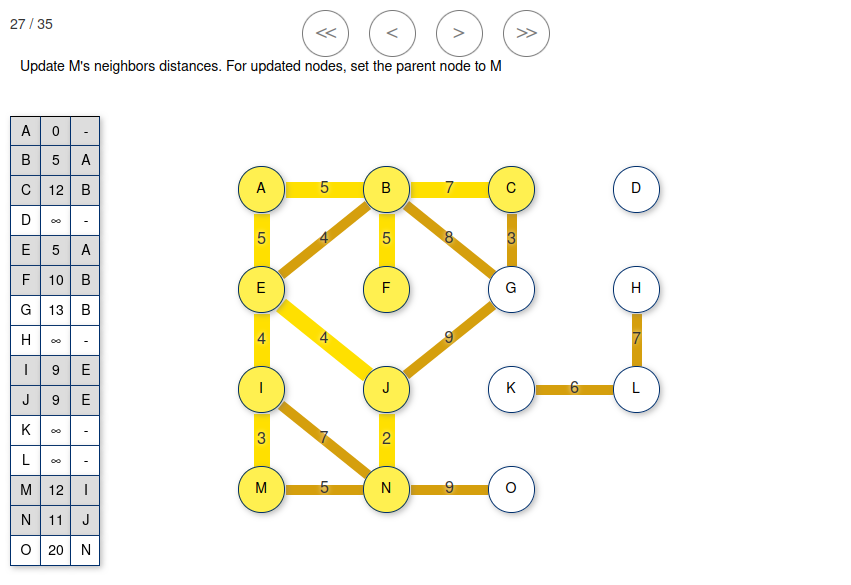 27 / 35
<< < > >>
Update M's neighbors distances. For updated nodes, set the parent node to M
A 0 -
B 5 A
C 12 B
D ∞ -
E 5 A
F 10 B
G 13 B
H ∞ -
I 9 E
J 9 E
K ∞ -
L ∞ -
M 12 I
N 11 J
O 20 N
A 5 B 7 C D
5 4 5 8 3
E F G H
4 4 9 7
I J K 6 L
3 7 2
M 5 N 9 O